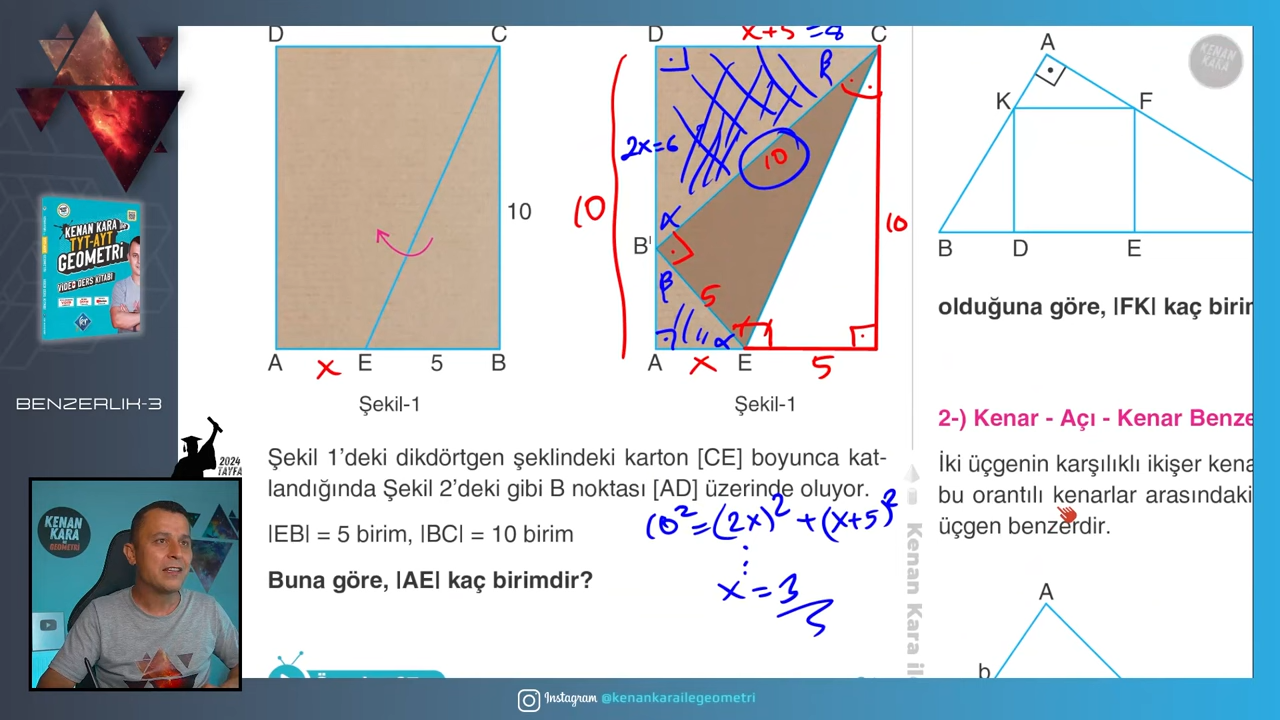 KENAN KARA
TYT-AYT
GEOMETRİ
VİDEO DERS KİTABI
BENZERLIK-3
2024
TAYFA
KENAN
KARA
İLE
GEOMETRİ
D
C
10
A
x
E
5
B
Şekil-1
D
x+5 =8
C
β
2x=6
10
10
α
10
B'
β
5
α
A
x
E
5
Şekil-1
Şekil 1'deki dikdörtgen şeklindeki karton [CE] boyunca kat-
landığında Şekil 2'deki gibi B noktası [AD] üzerinde oluyor.
|EB| = 5 birim, |BC| = 10 birim
Buna göre, |AE| kaç birimdir?
10²=(2x)²+(x+5)²
⋮
x=3
Kenan Kara il
KENAN
KARA
A
K
F
B
D
E
olduğuna göre, |FK| kaç birim
2-) Kenar - Açı - Kenar Benze
İki üçgenin karşılıklı ikişer kena
bu orantılı kenarlar arasındaki
üçgen benzerdir.
A
b
Instagram @kenankarailegeometri